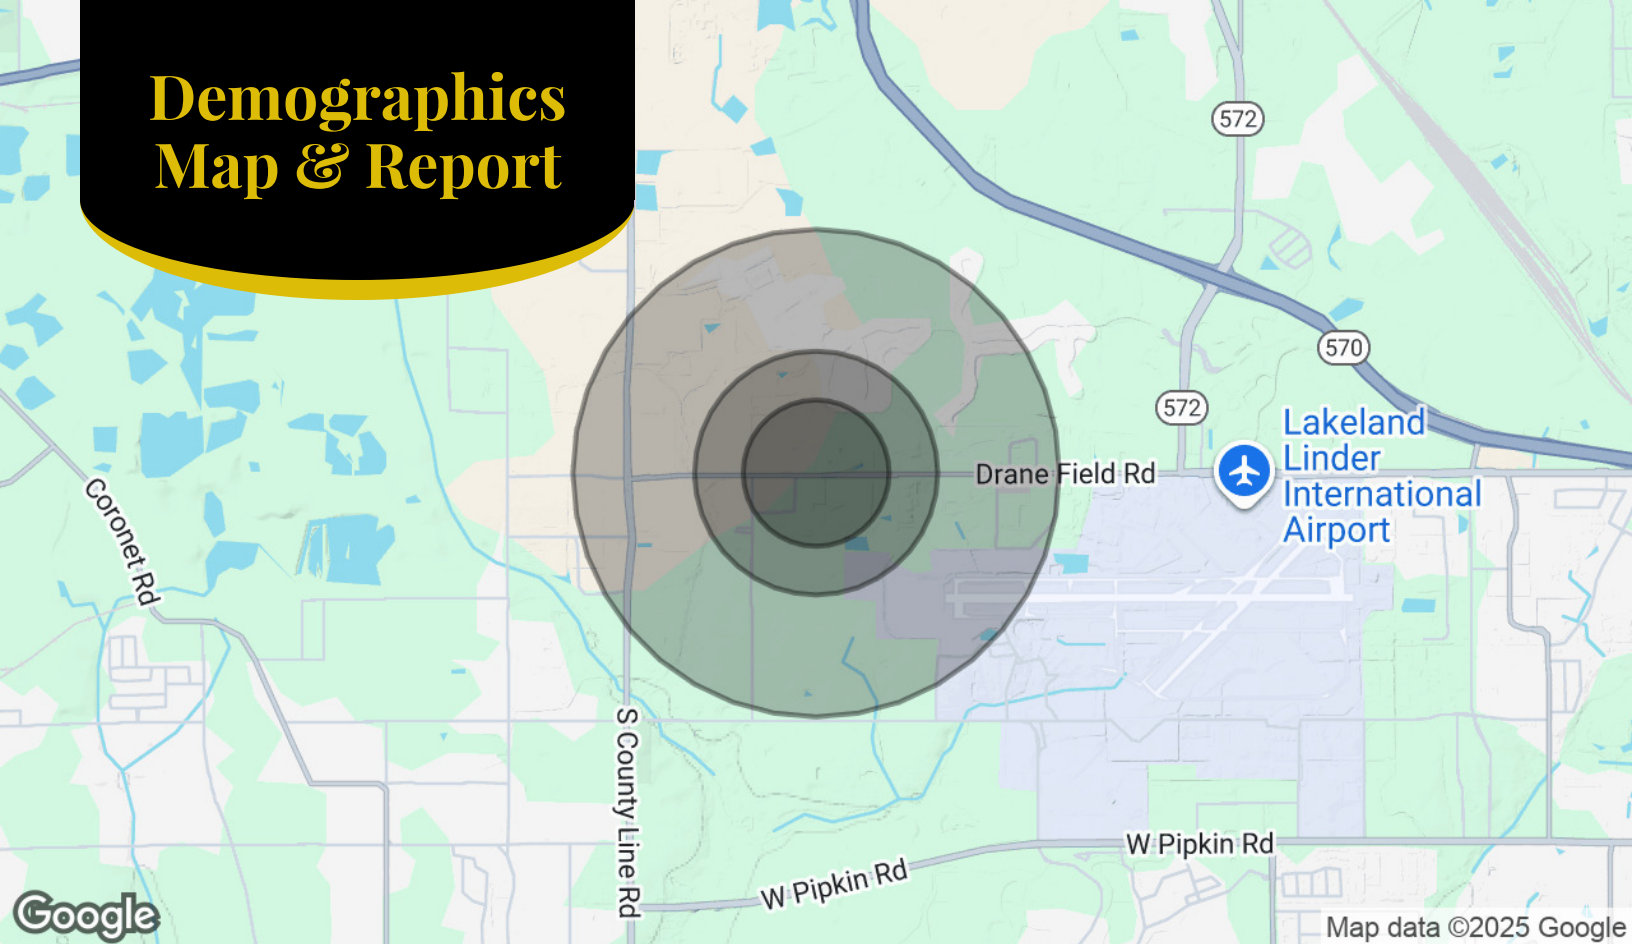 Demographics
Map & Report
572
570
572
Lakeland
Linder
International
Airport
Drane Field Rd
Coronet Rd
S County Line Rd
W Pipkin Rd
W Pipkin Rd
Google
Map data ©2025 Google